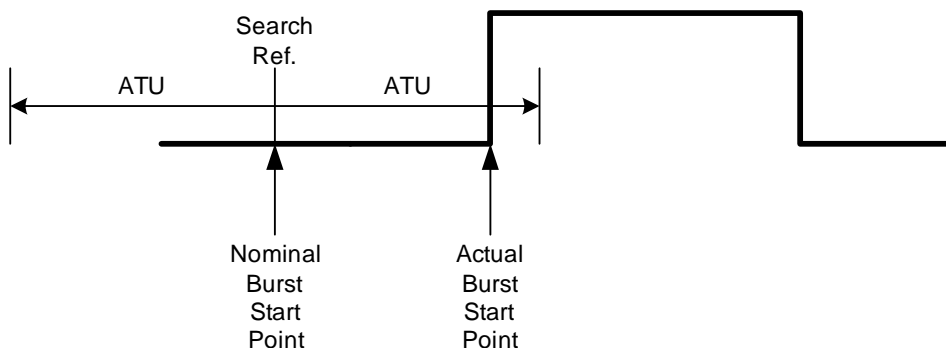 Search
Ref.
ATU
ATU
Nominal
Burst
Start
Point
Actual
Burst
Start
Point